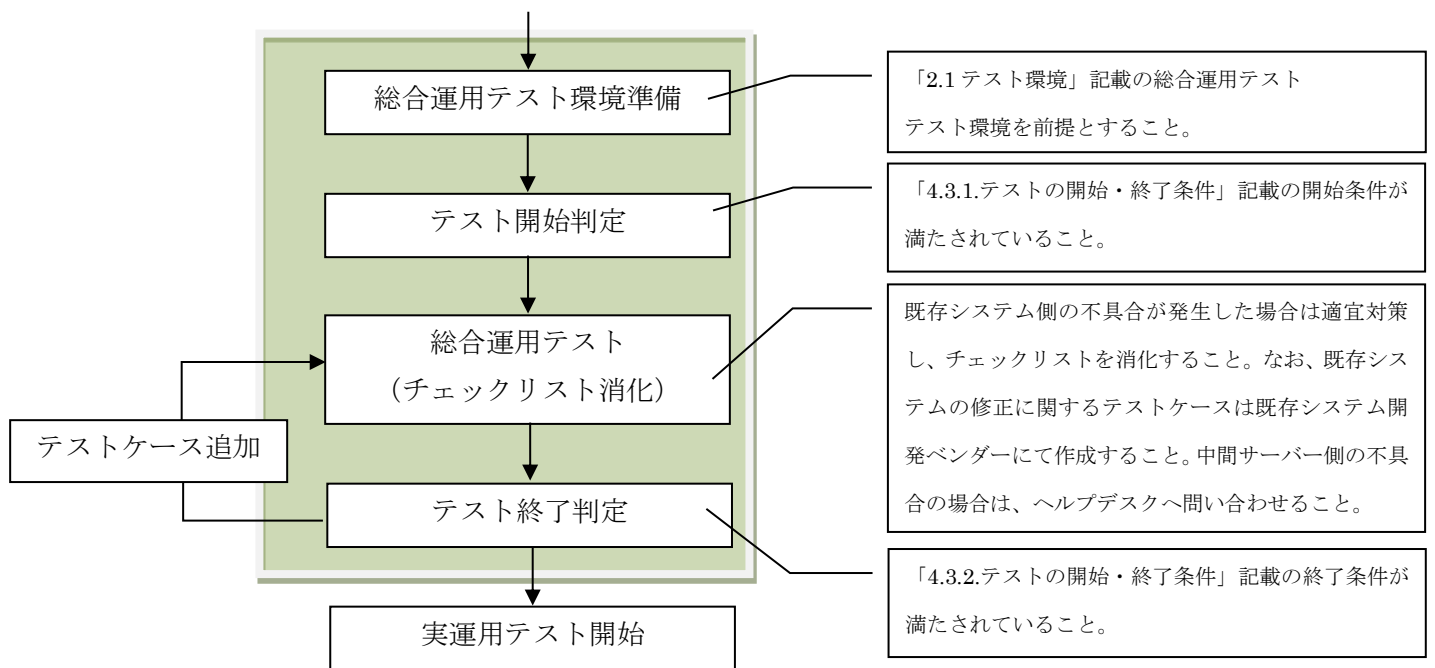 総合運用テスト環境準備
「2.1 テスト環境」記載の総合運用テスト
テスト環境を前提とすること。
テスト開始判定
「4.3.1.テストの開始・終了条件」記載の開始条件が
満たされていること。
総合運用テスト
（チェックリスト消化）
既存システム側の不具合が発生した場合は適宜対策
し、チェックリストを消化すること。なお、既存シス
テムの修正に関するテストケースは既存システム開
発ベンダーにて作成すること。中間サーバー側の不具
合の場合は、ヘルプデスクへ問い合わせること。
テストケース追加
テスト終了判定
「4.3.2.テストの開始・終了条件」記載の終了条件が
満たされていること。
実運用テスト開始